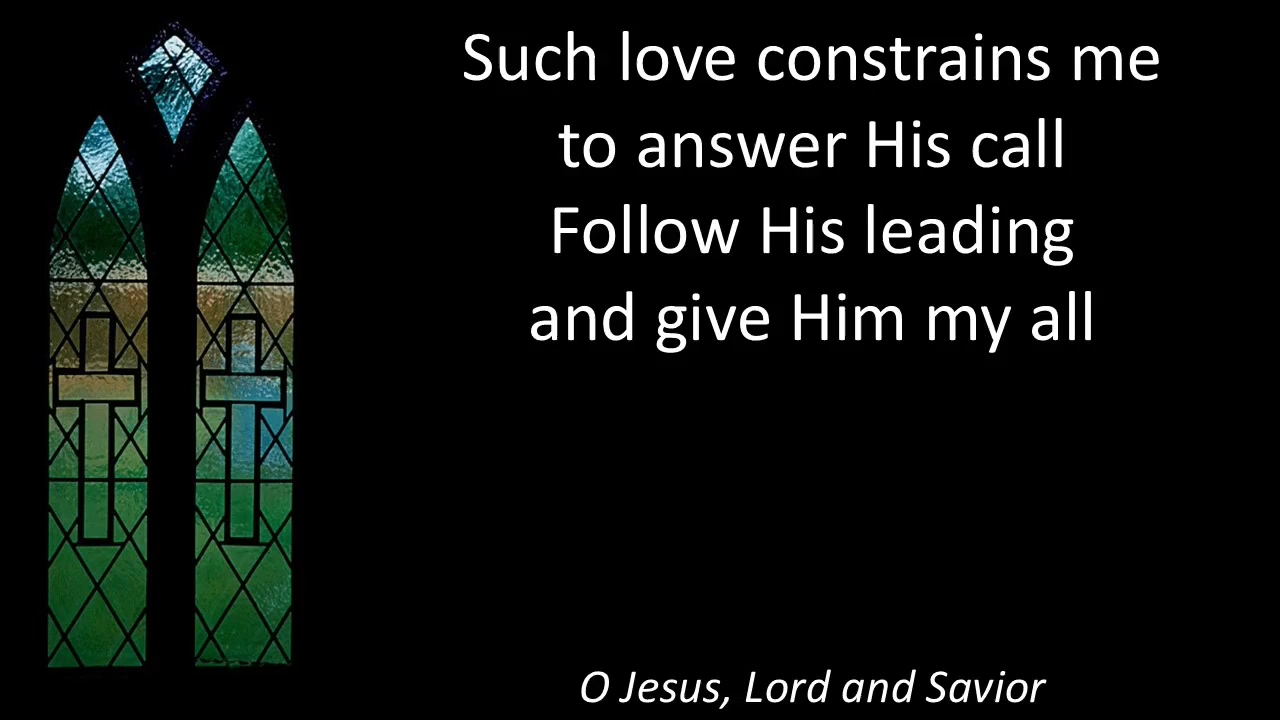 Such love constrains me
to answer His call
Follow His leading
and give Him my all
O Jesus, Lord and Savior